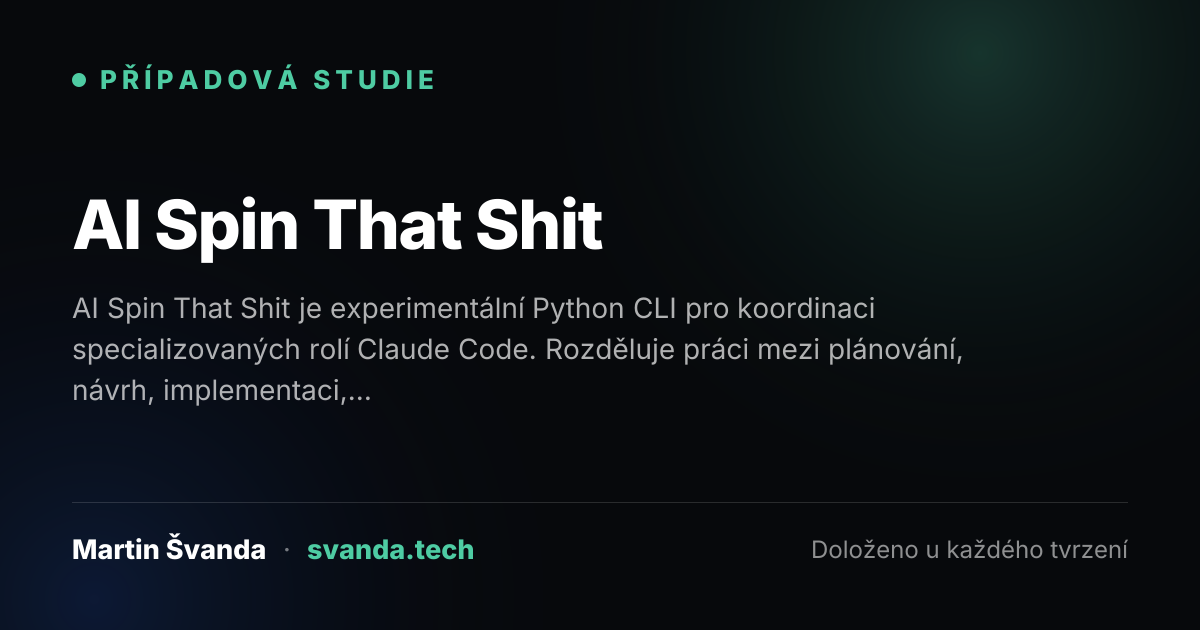 PŘÍPADOVÁ STUDIE
AI Spin That Shit
AI Spin That Shit je experimentální Python CLI pro koordinaci
specializovaných rolí Claude Code. Rozděluje práci mezi plánování,
návrh, implementaci,…
Martin Švanda · svanda.tech
Doloženo u každého tvrzení